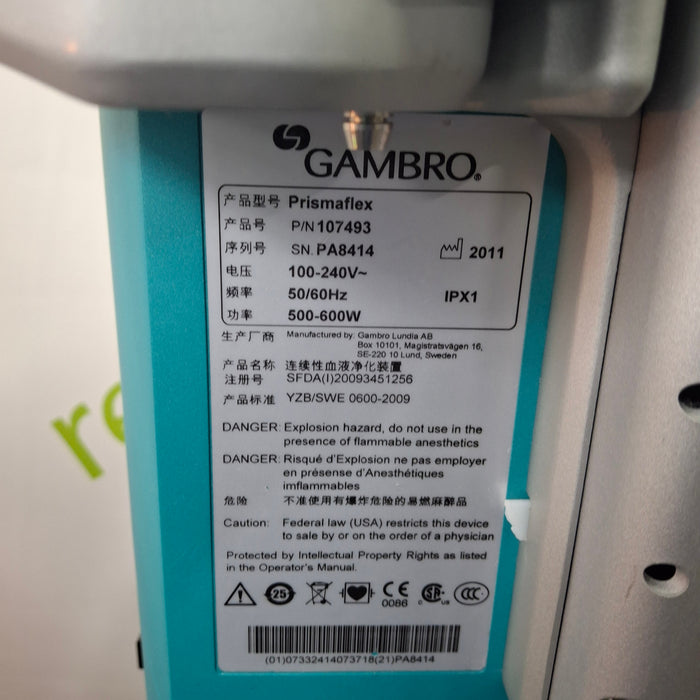 GAMBRO®
产品型号 Prismaflex
产品号 P/N 107493
序列号 SN. PA8414 2011
电压 100-240V~
频率 50/60Hz IPX1
功率 500-600W
生产厂商 Manufactured by: Gambro Lundia AB
Box 10101, Magistratsvägen 16,
SE-220 10 Lund, Sweden
产品名称 连续性血液净化装置
注册号 SFDA(I)20093451256
产品标准 YZB/SWE 0600-2009
DANGER: Explosion hazard, do not use in the
presence of flammable anesthetics
DANGER: Risqué d'Explosion ne pas employer
en présense d'Anesthétiques
imflammables
危险 不准使用有爆炸危险的易燃麻醉品
Caution: Federal law (USA) restricts this device
to sale by or on the order of a physician
Protected by Intellectual Property Rights as listed
in the Operator's Manual.
25 CE 0086 C SR US CCC
(01)07332414073718(21)PA8414
re